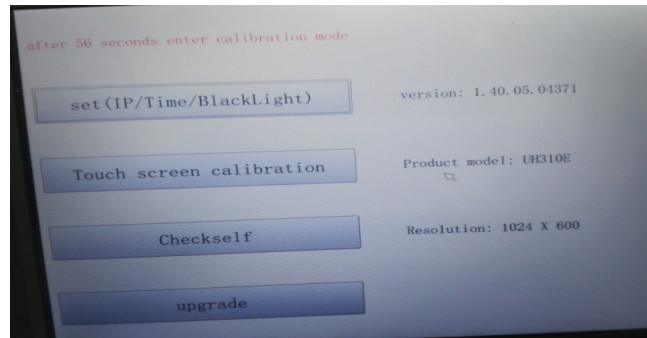 after 56 seconds enter calibration mode
set(IP/Time/BlackLight)
version: 1.40.05.04371
Touch screen calibration
Product model: UH310E
Checkself
Resolution: 1024 X 600
upgrade